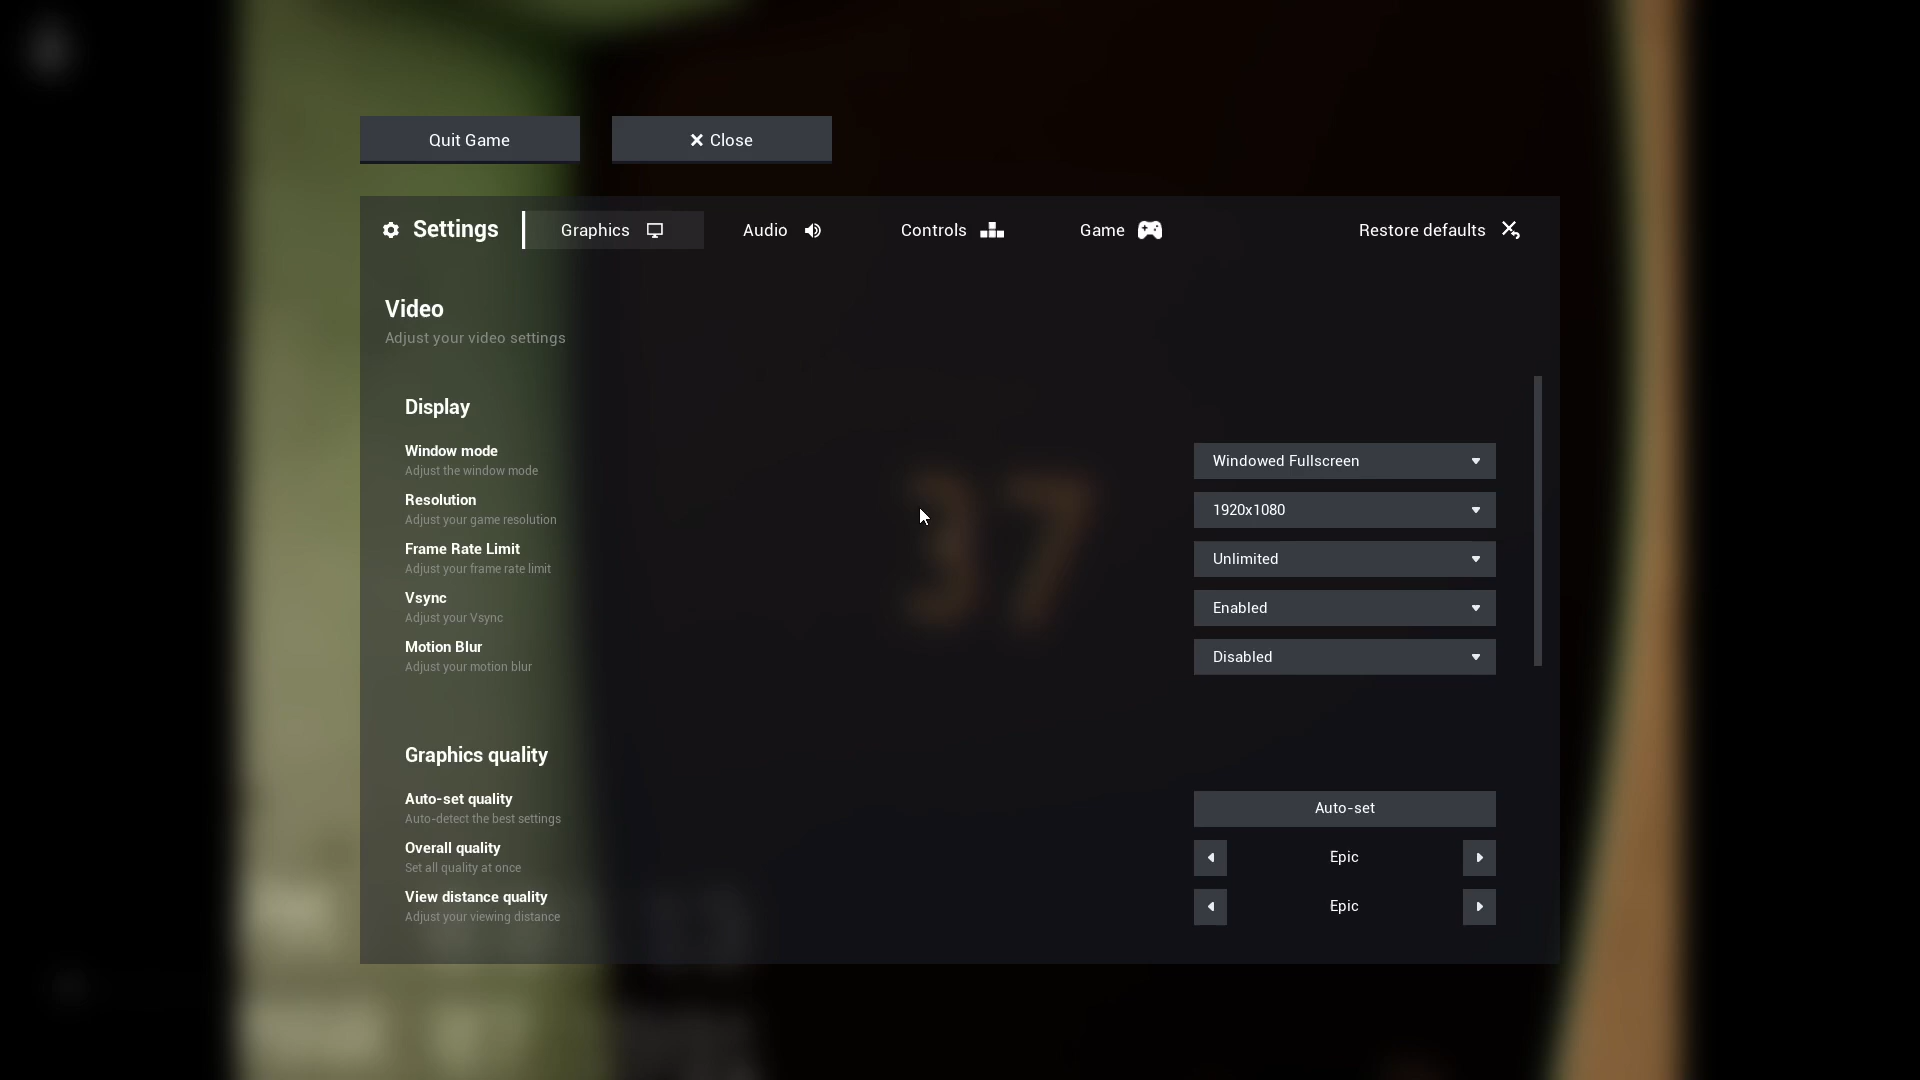 Quit Game
Close
Settings
Graphics
Audio
Controls
Game
Restore defaults
Video
Adjust your video settings
Display
Window mode
Adjust the window mode
Windowed Fullscreen
Resolution
Adjust your game resolution
1920x1080
Frame Rate Limit
Adjust your frame rate limit
Unlimited
Vsync
Adjust your Vsync
Enabled
Motion Blur
Adjust your motion blur
Disabled
37
Graphics quality
Auto-set quality
Auto-detect the best settings
Auto-set
Overall quality
Set all quality at once
Epic
View distance quality
Adjust your viewing distance
Epic